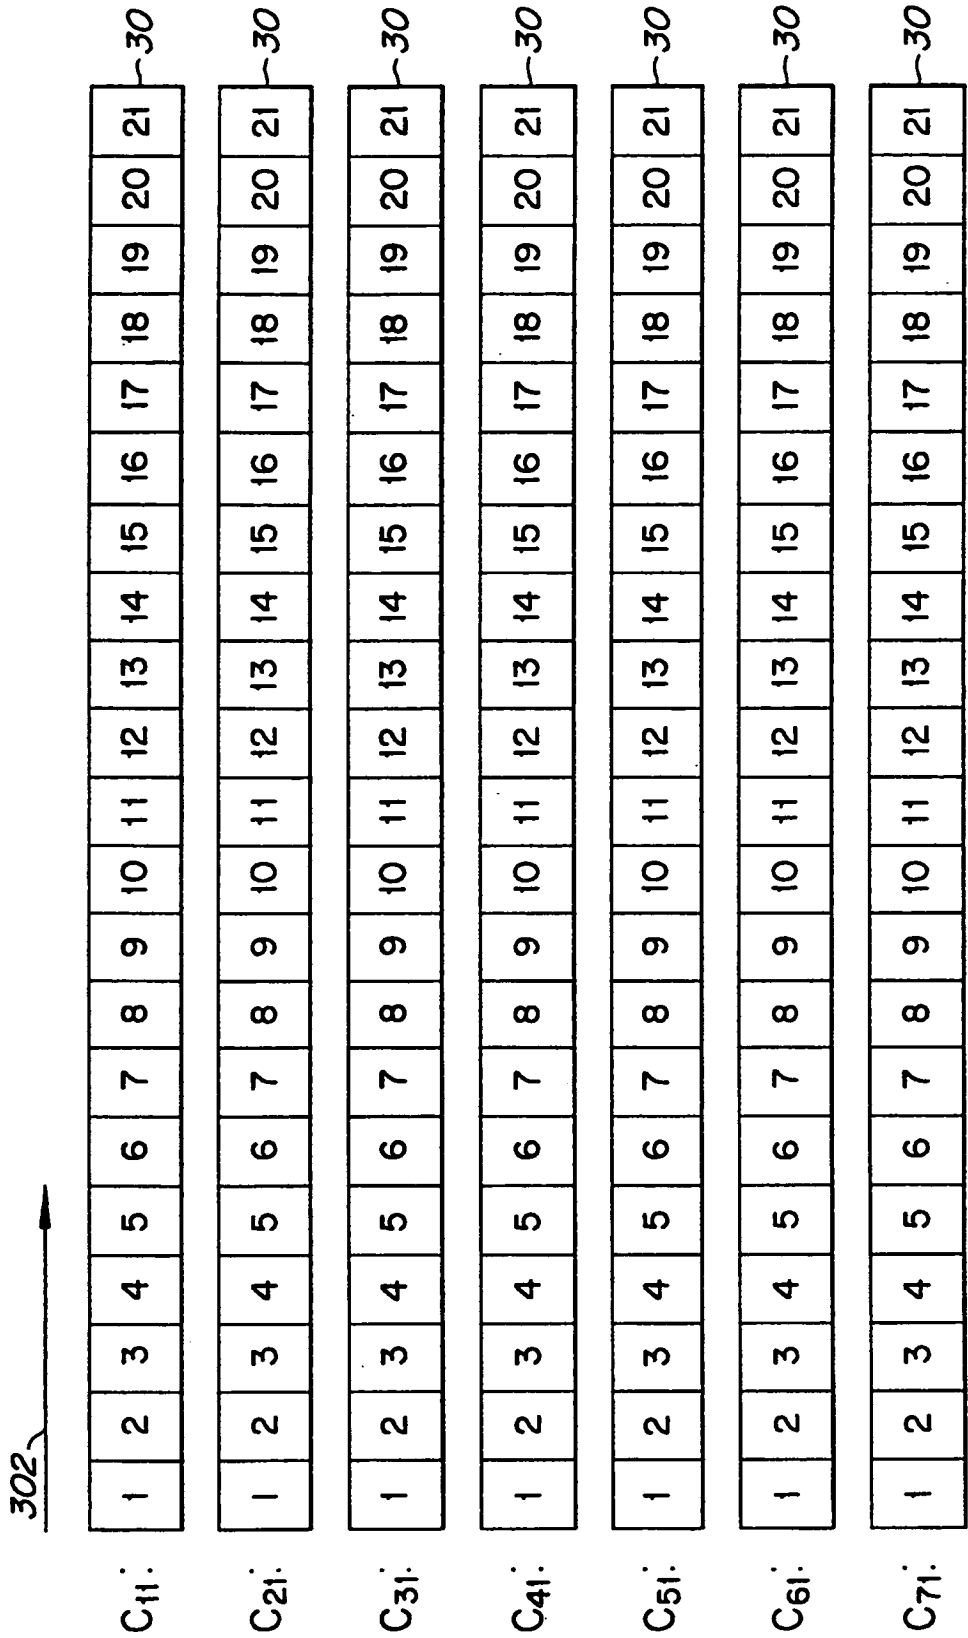 302
C11: 1 2 3 4 5 6 7 8 9 10 11 12 13 14 15 16 17 18 19 20 21 30
C21: 1 2 3 4 5 6 7 8 9 10 11 12 13 14 15 16 17 18 19 20 21 30
C31: 1 2 3 4 5 6 7 8 9 10 11 12 13 14 15 16 17 18 19 20 21 30
C41: 1 2 3 4 5 6 7 8 9 10 11 12 13 14 15 16 17 18 19 20 21 30
C51: 1 2 3 4 5 6 7 8 9 10 11 12 13 14 15 16 17 18 19 20 21 30
C61: 1 2 3 4 5 6 7 8 9 10 11 12 13 14 15 16 17 18 19 20 21 30
C71: 1 2 3 4 5 6 7 8 9 10 11 12 13 14 15 16 17 18 19 20 21 30